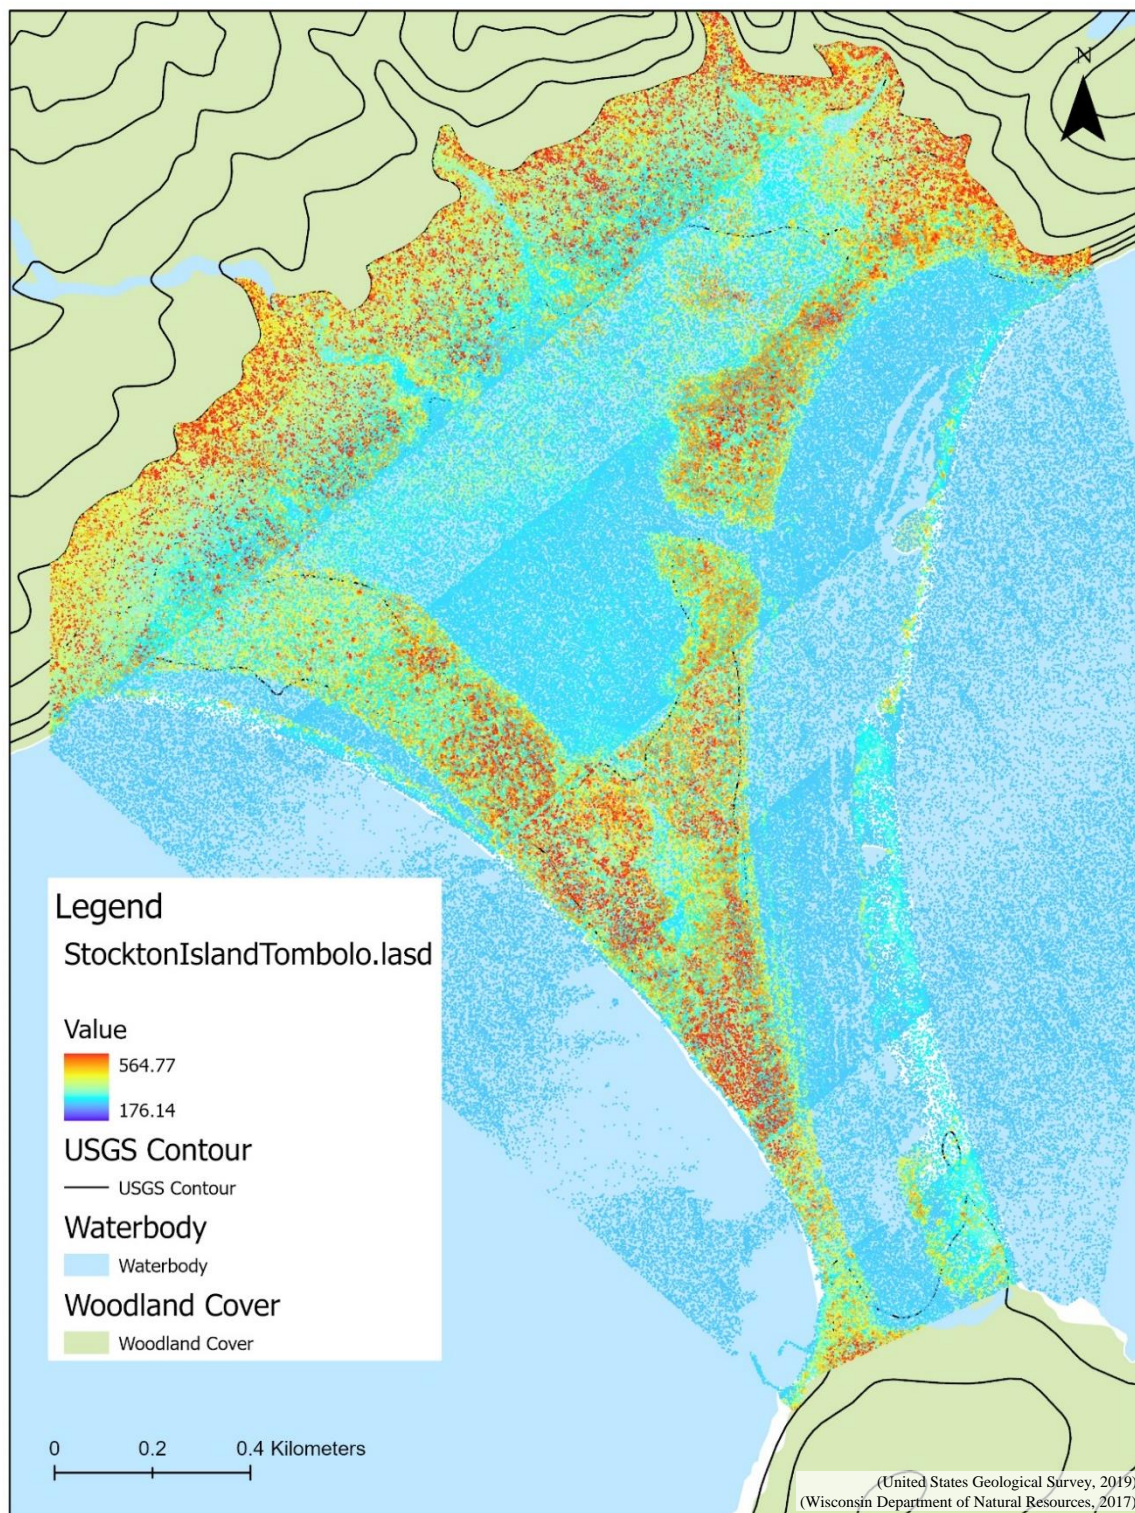 N
Legend
StocktonIslandTombolo.lasd
Value
564.77
176.14
USGS Contour
USGS Contour
Waterbody
Waterbody
Woodland Cover
Woodland Cover
0 0.2 0.4 Kilometers
(United States Geological Survey, 2019)
(Wisconsin Department of Natural Resources, 2017)